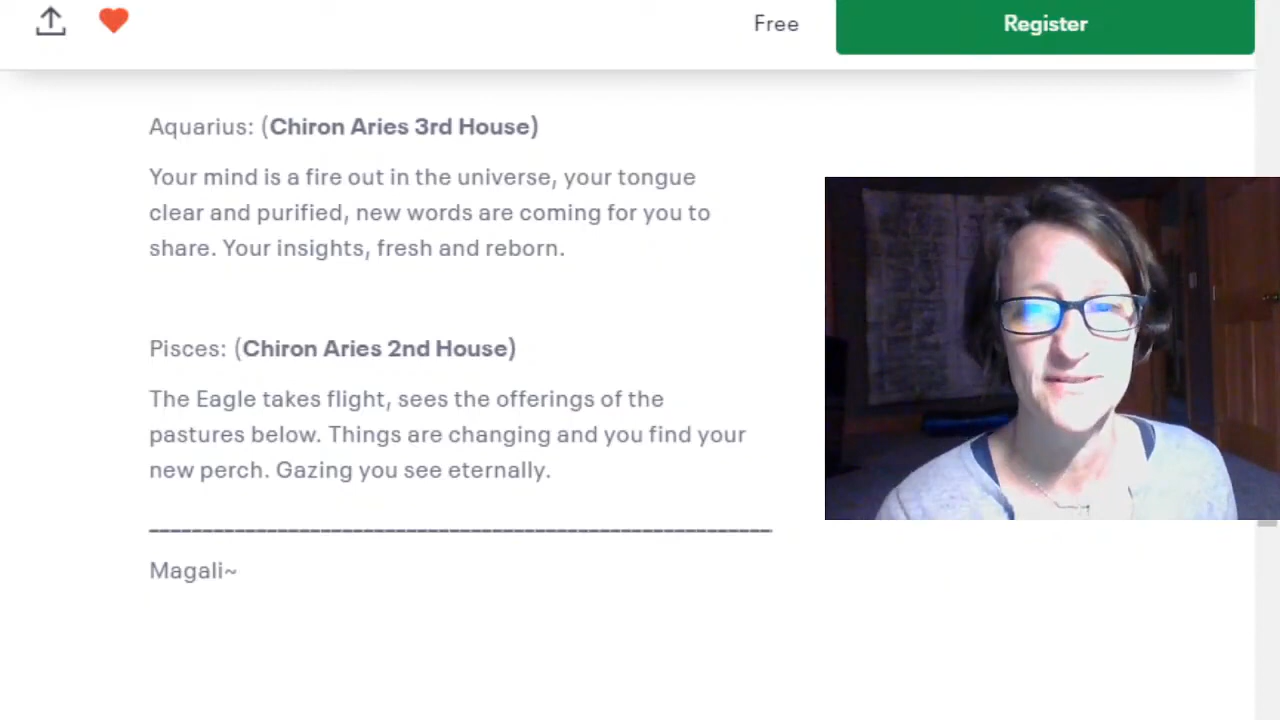 Free
Register
Aquarius: (Chiron Aries 3rd House)
Your mind is a fire out in the universe, your tongue
clear and purified, new words are coming for you to
share. Your insights, fresh and reborn.
Pisces: (Chiron Aries 2nd House)
The Eagle takes flight, sees the offerings of the
pastures below. Things are changing and you find your
new perch. Gazing you see eternally.
Magali~